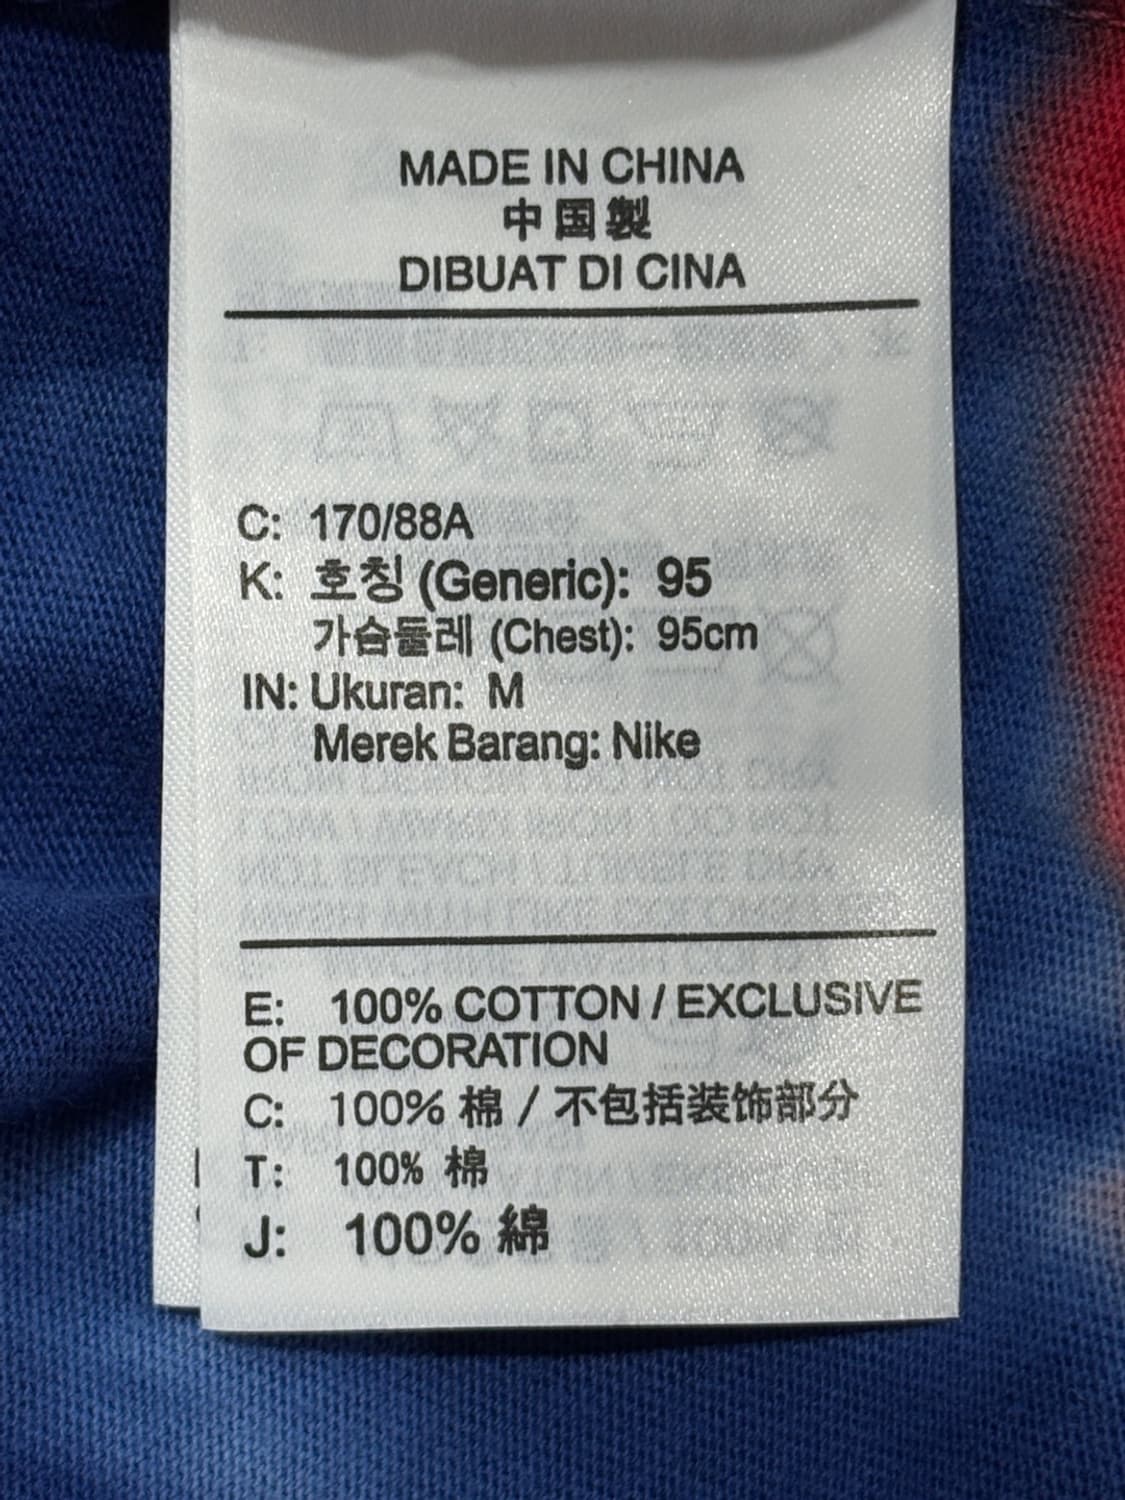 MADE IN CHINA
中国製
DIBUAT DI CINA
C: 170/88A
K: 호칭 (Generic): 95
가슴둘레 (Chest): 95cm
IN: Ukuran: M
Merek Barang: Nike
E: 100% COTTON / EXCLUSIVE
OF DECORATION
C: 100% 棉 / 不包括装饰部分
T: 100% 棉
J: 100% 綿